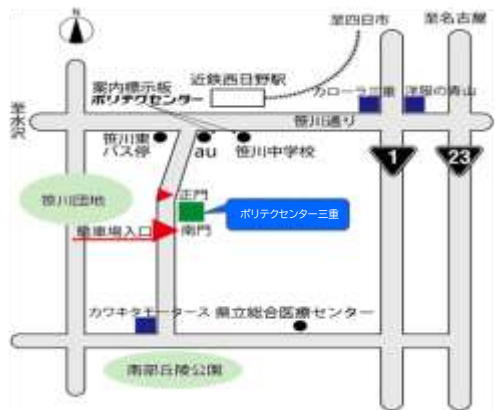 N
至四日市
至名古屋
案内標示板
ポリテクセンター
近鉄西日野駅
カローラ三重
洋服の青山
至水沢
笹川通り
笹川東
バス停
au
笹川中学校
1
23
笹川団地
正門
ポリテクセンター三重
駐車場入口
南門
カワキタモータース
県立総合医療センター
南部丘陵公園